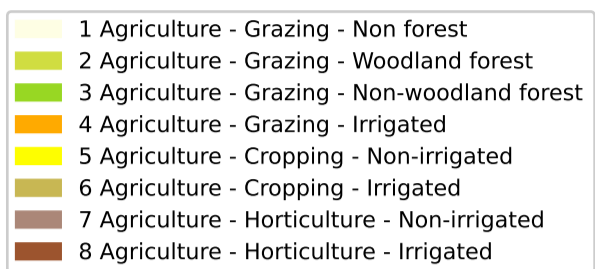 1 Agriculture - Grazing - Non forest
2 Agriculture - Grazing - Woodland forest
3 Agriculture - Grazing - Non-woodland forest
4 Agriculture - Grazing - Irrigated
5 Agriculture - Cropping - Non-irrigated
6 Agriculture - Cropping - Irrigated
7 Agriculture - Horticulture - Non-irrigated
8 Agriculture - Horticulture - Irrigated